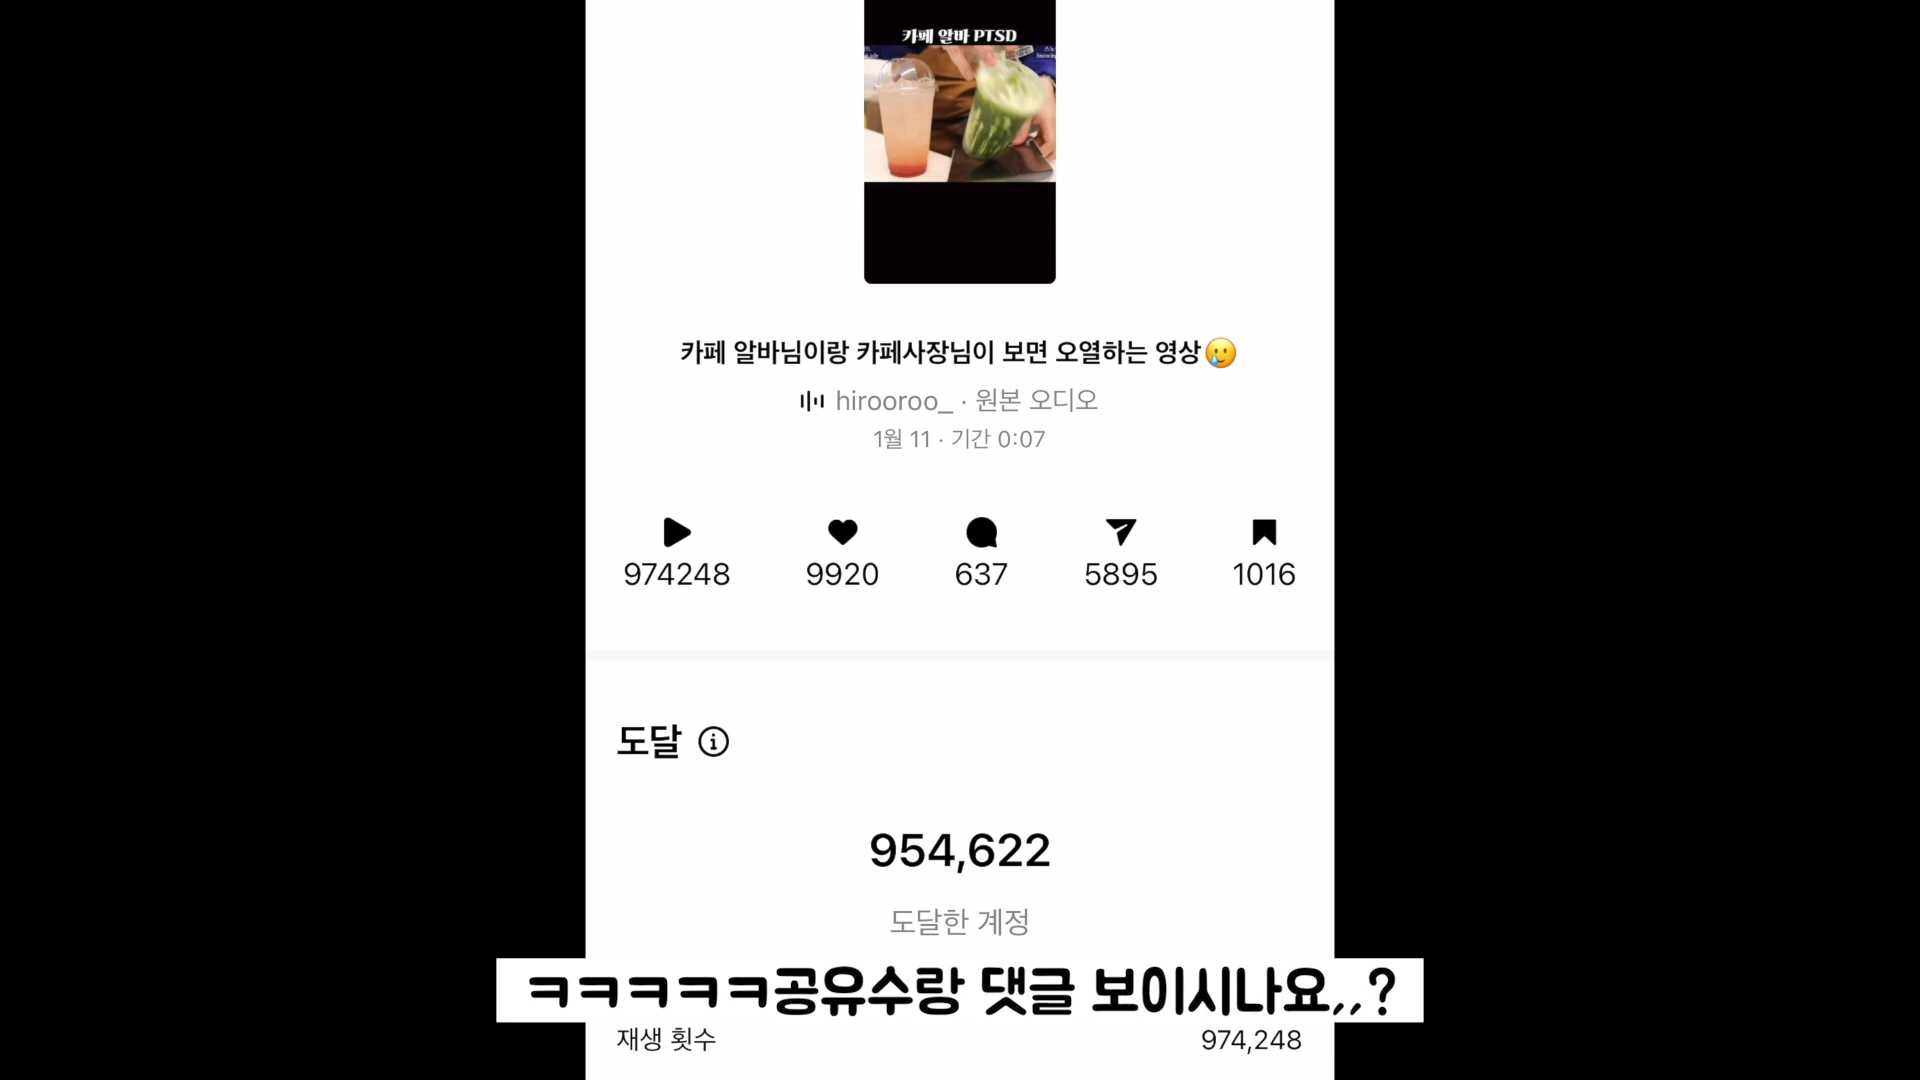 카페 알바 PTSD
카페 알바님이랑 카페사장님이 보면 오열하는 영상🥲
hirooroo_ · 원본 오디오
1월 11 · 기간 0:07
974248
9920
637
5895
1016
도달
954,622
도달한 계정
ㅋㅋㅋㅋㅋ공유수랑 댓글 보이시나요,,?
재생 횟수
974,248